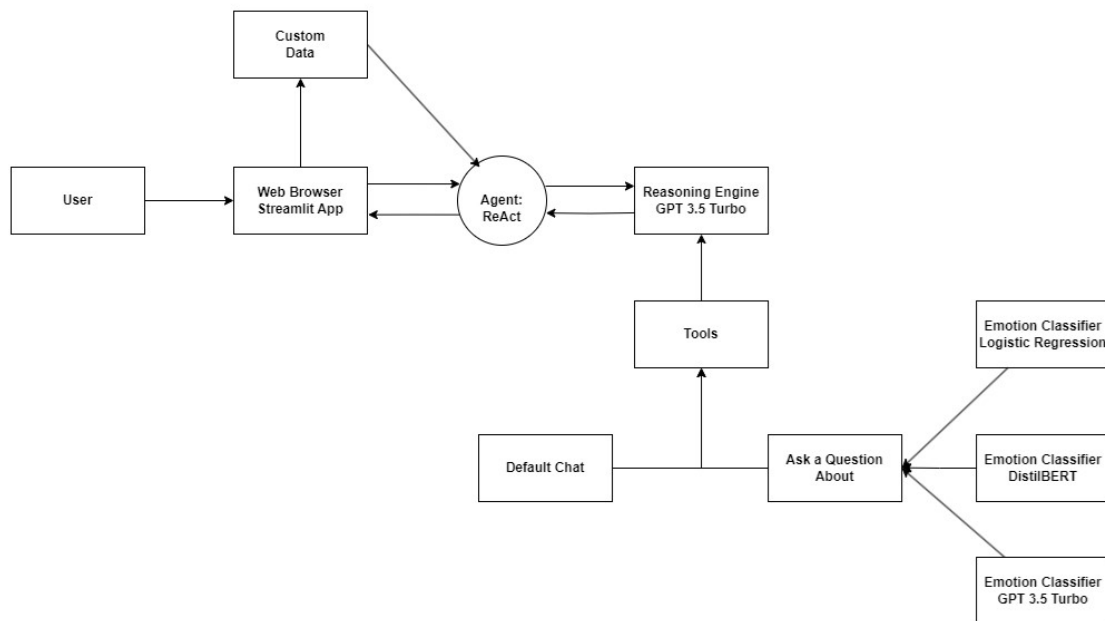 Custom
Data
User
Web Browser
Streamlit App
Agent:
ReAct
Reasoning Engine
GPT 3.5 Turbo
Tools
Emotion Classifier
Logistic Regression
Default Chat
Ask a Question
About
Emotion Classifier
DistilBERT
Emotion Classifier
GPT 3.5 Turbo